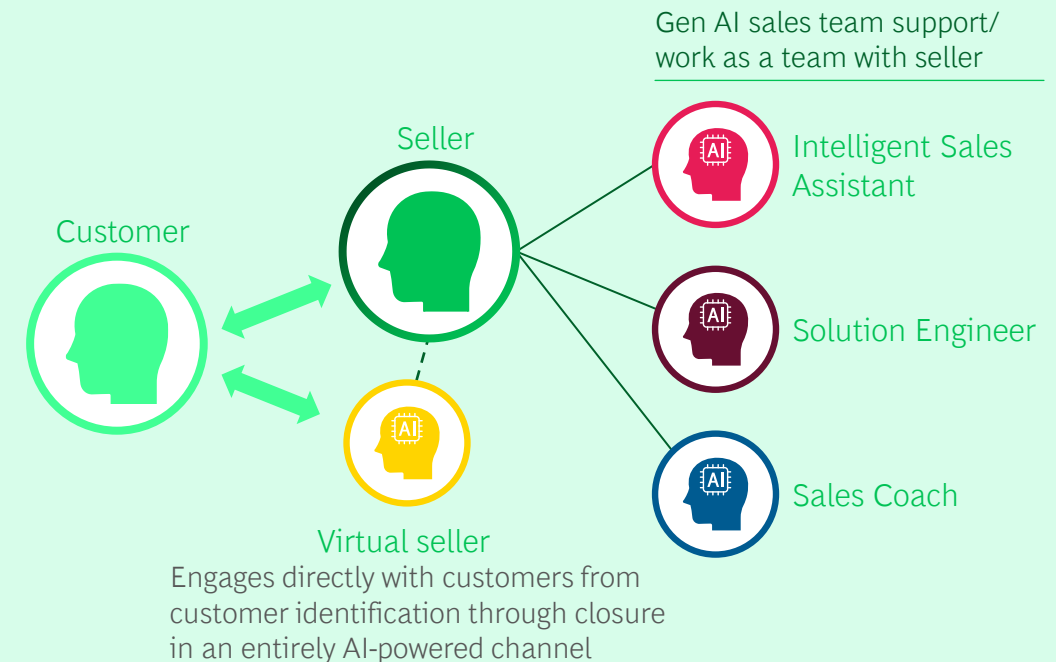 Gen AI sales team support/
work as a team with seller
Seller
Customer
AI
Intelligent Sales
Assistant
AI
Solution Engineer
AI
AI
Sales Coach
Virtual seller
Engages directly with customers from
customer identification through closure
in an entirely AI-powered channel